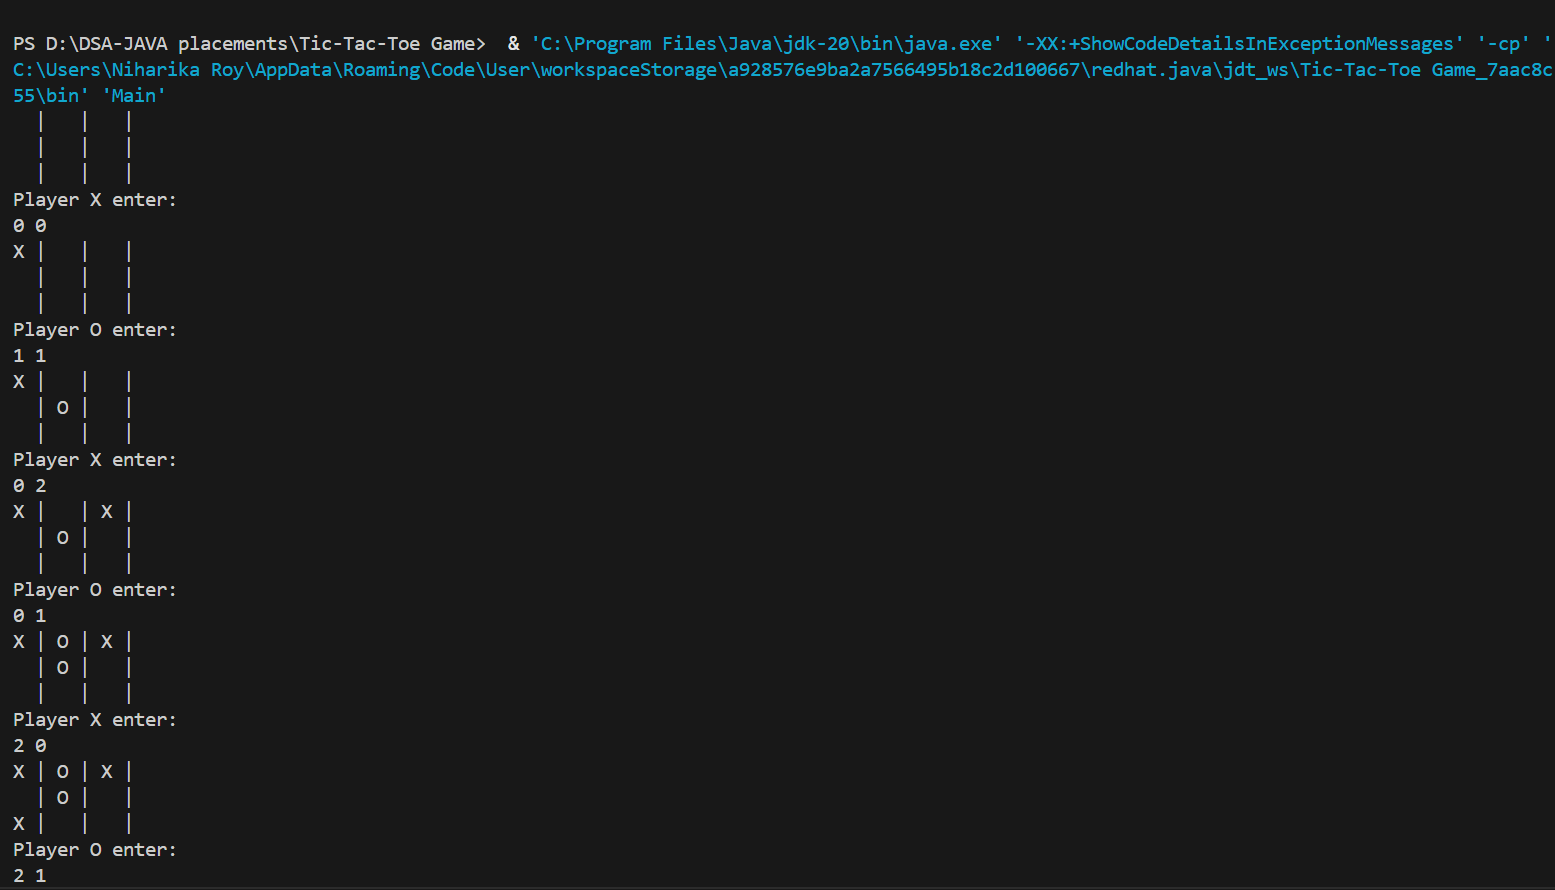 PS D:\DSA-JAVA placements\Tic-Tac-Toe Game>  & 'C:\Program Files\Java\jdk-20\bin\java.exe' '-XX:+ShowCodeDetailsInExceptionMessages' '-cp' '
C:\Users\Niharika Roy\AppData\Roaming\Code\User\workspaceStorage\a928576e9ba2a7566495b18c2d100667\redhat.java\jdt_ws\Tic-Tac-Toe Game_7aac8c
55\bin' 'Main'
  |   |   |
  |   |   |
  |   |   |
Player X enter:
0 0
X |   |   |
  |   |   |
  |   |   |
Player O enter:
1 1
X |   |   |
  | O |   |
  |   |   |
Player X enter:
0 2
X |   | X |
  | O |   |
  |   |   |
Player O enter:
0 1
X | O | X |
  | O |   |
  |   |   |
Player X enter:
2 0
X | O | X |
  | O |   |
X |   |   |
Player O enter:
2 1